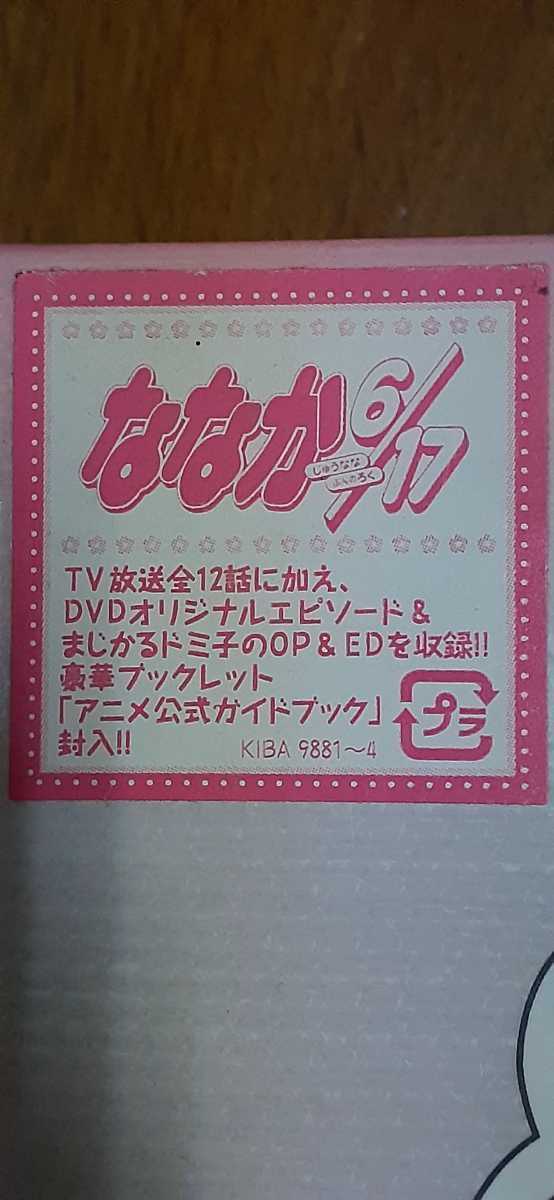 ななか6/17
じゅうなな
ぶんのろく
TV放送全12話に加え、
DVDオリジナルエピソード&
まじかるドミ子のOP&EDを収録!!
豪華ブックレット
「アニメ公式ガイドブック」
封入!!
KIBA 9881〜4
プラ